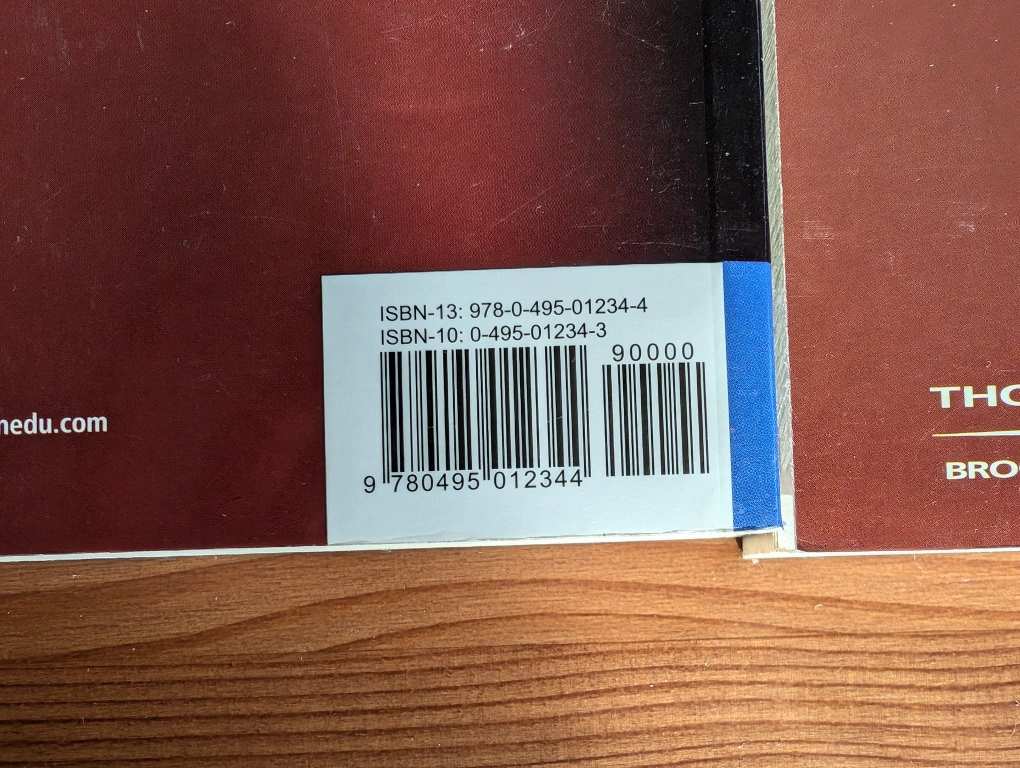 ISBN-13: 978-0-495-01234-4
ISBN-10: 0-495-01234-3
90000
9 780495 012344
nedu.com
THO
BRO